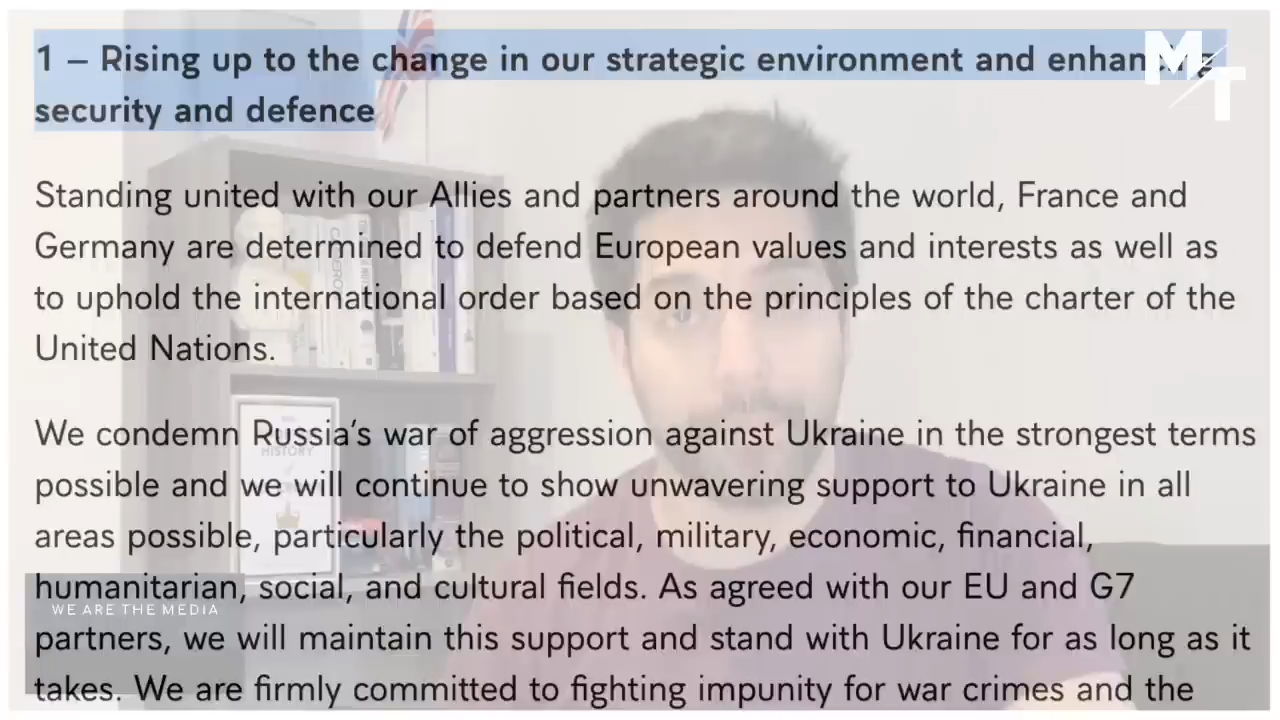 1 – Rising up to the change in our strategic environment and enhancing
security and defence
M
T
Standing united with our Allies and partners around the world, France and
Germany are determined to defend European values and interests as well as
to uphold the international order based on the principles of the charter of the
United Nations.
We condemn Russia's war of aggression against Ukraine in the strongest terms
HISTORY
possible and we will continue to show unwavering support to Ukraine in all
areas possible, particularly the political, military, economic, financial,
humanitarian, social, and cultural fields. As agreed with our EU and G7
WE ARE THE MEDIA
partners, we will maintain this support and stand with Ukraine for as long as it
takes. We are firmly committed to fighting impunity for war crimes and the